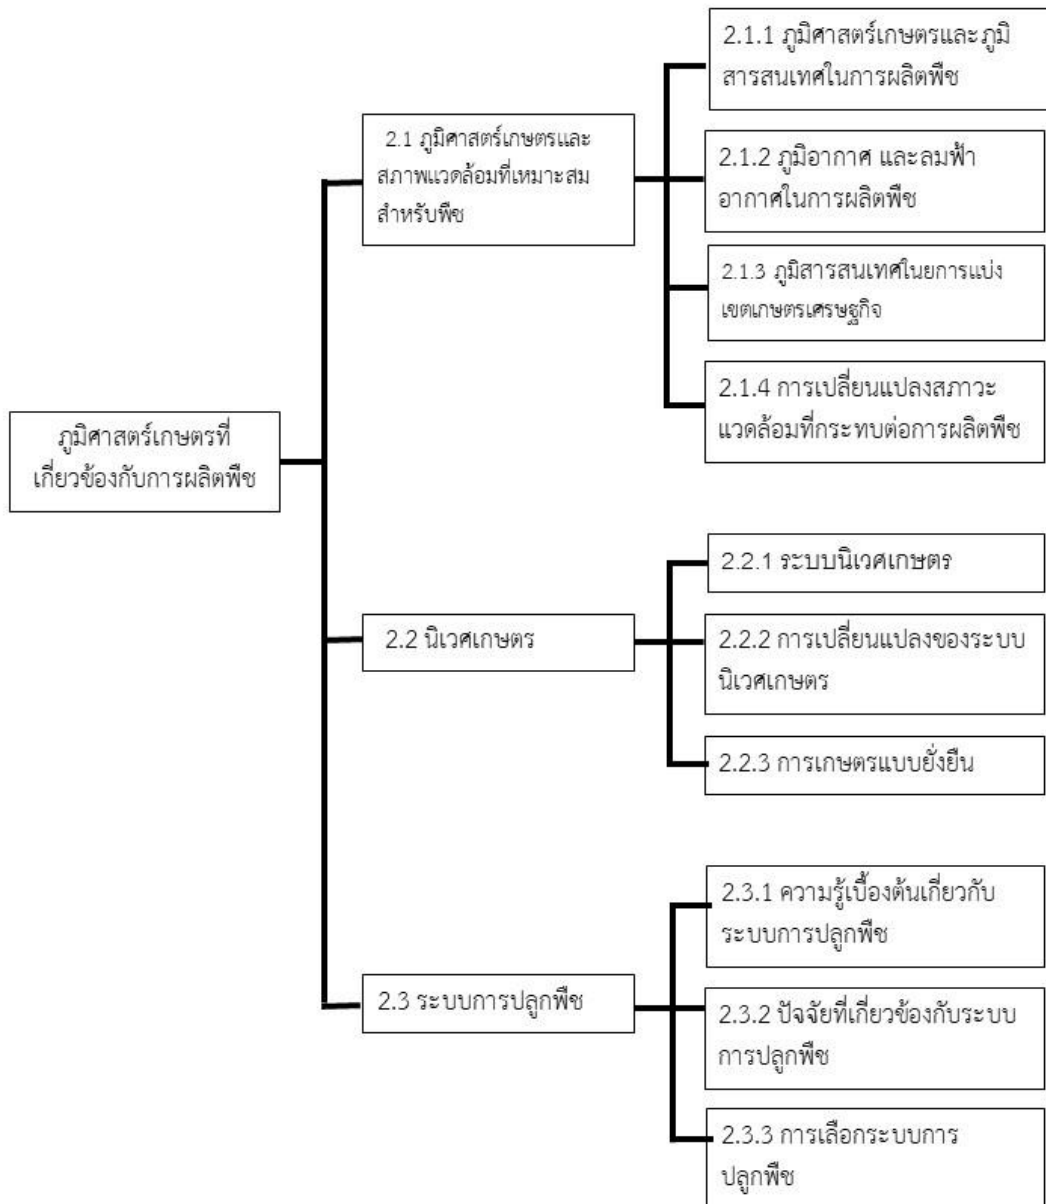 ภูมิศาสตร์เกษตรที่
เกี่ยวข้องกับการผลิตพืช
2.1 ภูมิศาสตร์เกษตรและ
สภาพแวดล้อมที่เหมาะสม
สำหรับพืช
2.1.1 ภูมิศาสตร์เกษตรและภูมิ
สารสนเทศในการผลิตพืช
2.1.2 ภูมิอากาศ และลมฟ้า
อากาศในการผลิตพืช
2.1.3 ภูมิสารสนเทศในยการแบ่ง
เขตเกษตรเศรษฐกิจ
2.1.4 การเปลี่ยนแปลงสภาวะ
แวดล้อมที่กระทบต่อการผลิตพืช
2.2 นิเวศเกษตร
2.2.1 ระบบนิเวศเกษตร
2.2.2 การเปลี่ยนแปลงของระบบ
นิเวศเกษตร
2.2.3 การเกษตรแบบยั่งยืน
2.3 ระบบการปลูกพืช
2.3.1 ความรู้เบื้องต้นเกี่ยวกับ
ระบบการปลูกพืช
2.3.2 ปัจจัยที่เกี่ยวข้องกับระบบ
การปลูกพืช
2.3.3 การเลือกระบบการ
ปลูกพืช